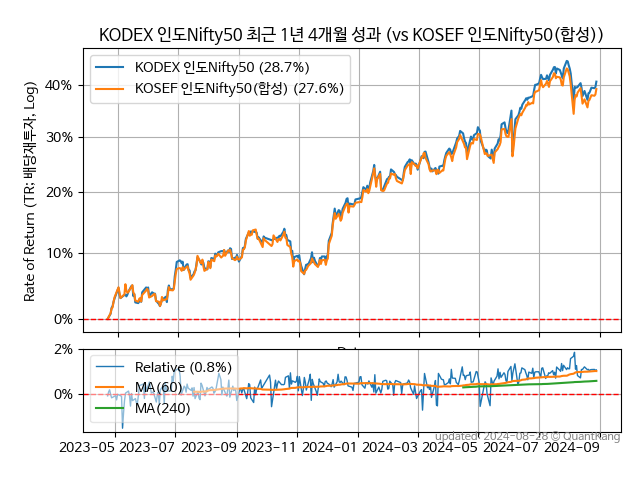 KODEX 인도Nifty50 최근 1년 4개월 성과 (vs KOSEF 인도Nifty50(합성))
Rate of Return (TR: 배당재투자, Log)
KODEX 인도Nifty50 (28.7%)
KOSEF 인도Nifty50(합성) (27.6%)
40%
30%
20%
10%
0%
2%
0%
Relative (0.8%)
MA(60)
MA(240)
updated: 2024-08-28 © QuantKang
2023-05 2023-07 2023-09 2023-11 2024-01 2024-03 2024-05 2024-07 2024-09